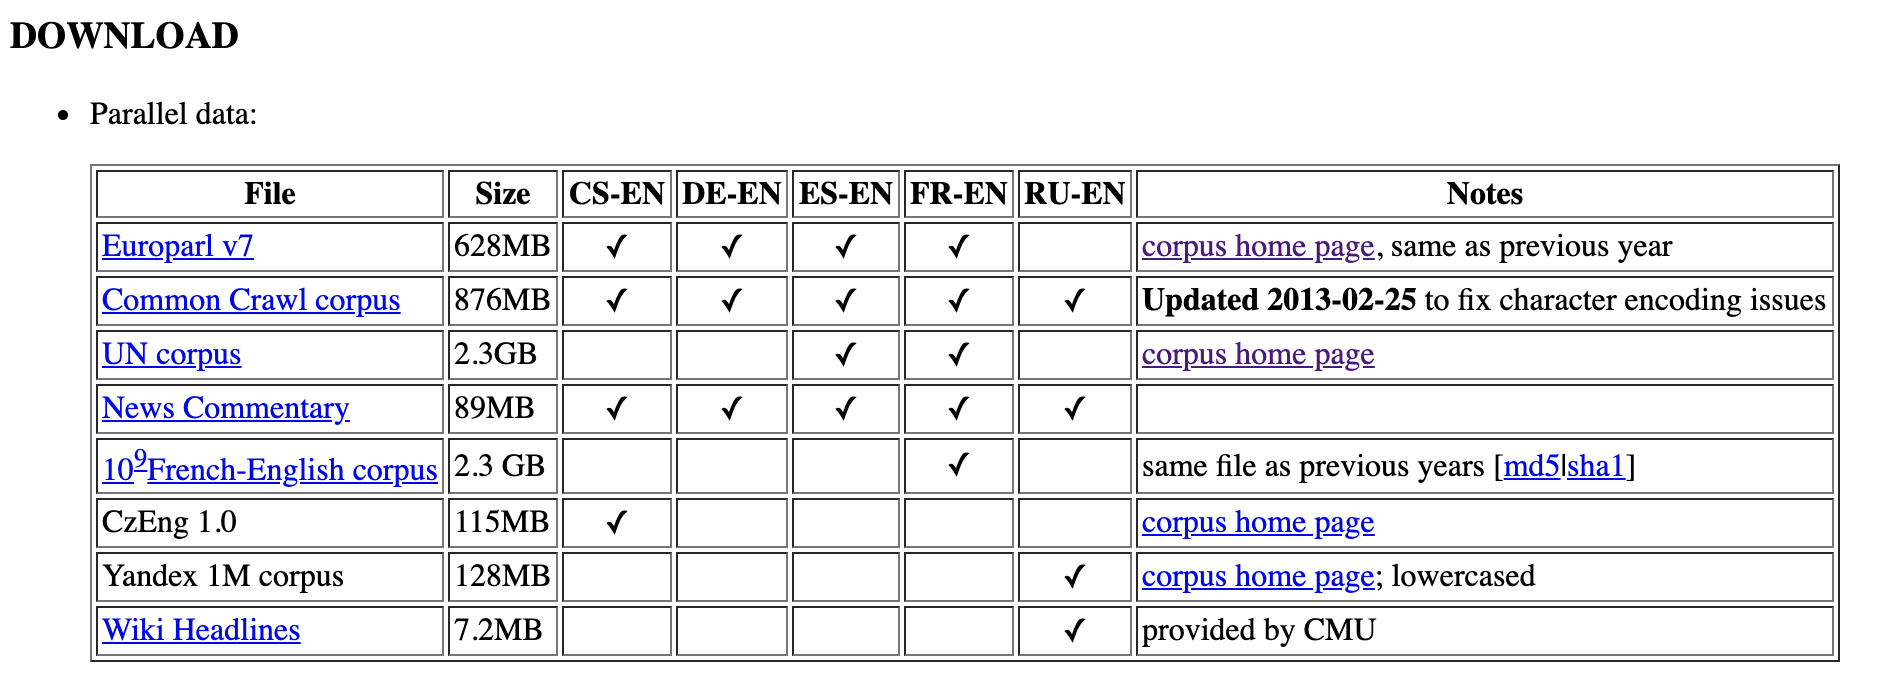 DOWNLOAD
• Parallel data:
File Size CS-EN DE-EN ES-EN FR-EN RU-EN Notes
Europarl v7 628MB ✓ ✓ ✓ ✓ corpus home page, same as previous year
Common Crawl corpus 876MB ✓ ✓ ✓ ✓ ✓ Updated 2013-02-25 to fix character encoding issues
UN corpus 2.3GB ✓ ✓ corpus home page
News Commentary 89MB ✓ ✓ ✓ ✓ ✓
10⁹French-English corpus 2.3 GB ✓ same file as previous years [md5|sha1]
CzEng 1.0 115MB ✓ corpus home page
Yandex 1M corpus 128MB ✓ corpus home page; lowercased
Wiki Headlines 7.2MB ✓ provided by CMU